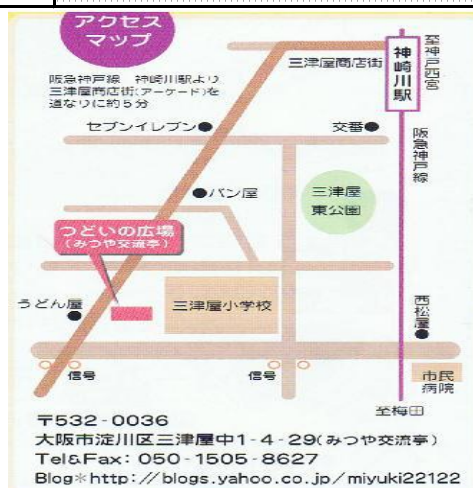 アクセス
マップ
阪急神戸線 神崎川駅より
三津屋商店街(アーケード)を
道なりに約5分
三津屋商店街
神崎川駅
至神戸西宮
阪急神戸線
セブンイレブン
交番
パン屋
三津屋
東公園
つどいの広場
(みつや交流亭)
うどん屋
三津屋小学校
西松屋
信号
信号
市民
病院
至梅田
〒532-0036
大阪市淀川区三津屋中1-4-29(みつや交流亭)
Tel&Fax: 050-1505-8627
Blog*http://blogs.yahoo.co.jp/miyuki22122